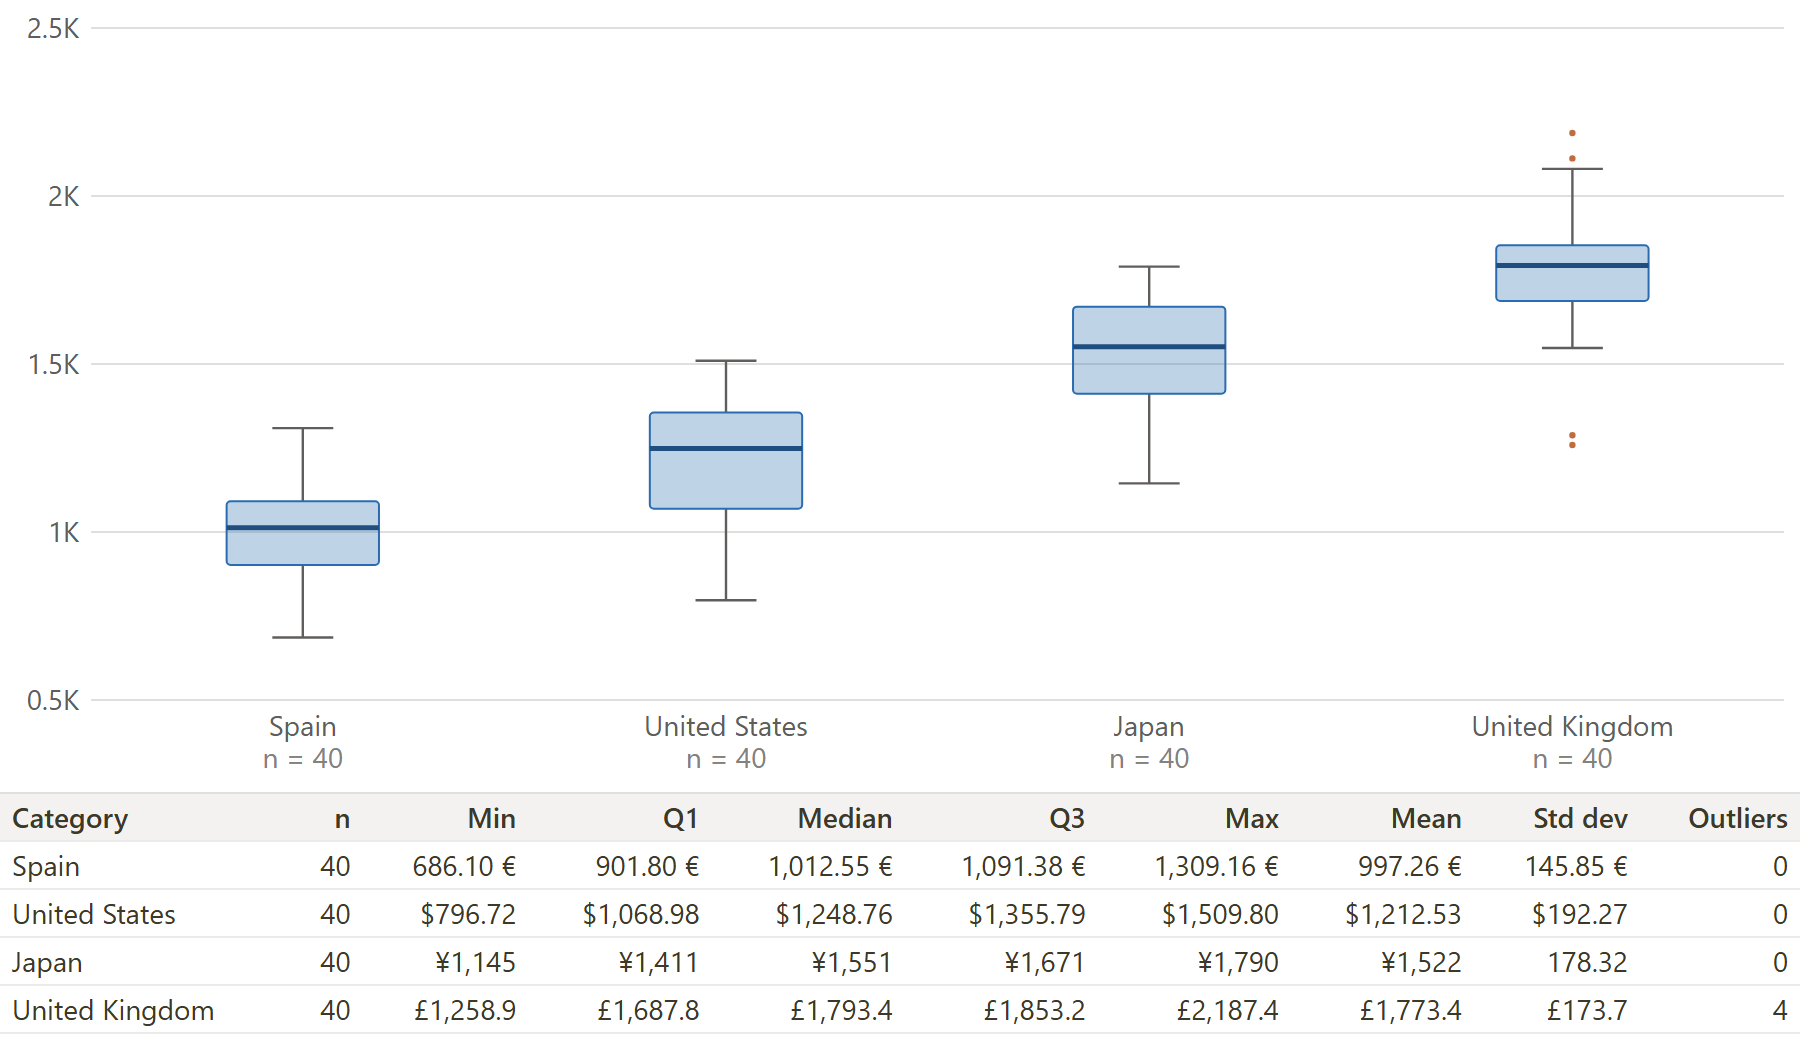 2.5K
2K
1.5K
1K
0.5K
Spain United States Japan United Kingdom
n = 40 n = 40 n = 40 n = 40
Category n Min Q1 Median Q3 Max Mean Std dev Outliers
Spain 40 686.10 € 901.80 € 1,012.55 € 1,091.38 € 1,309.16 € 997.26 € 145.85 € 0
United States 40 $796.72 $1,068.98 $1,248.76 $1,355.79 $1,509.80 $1,212.53 $192.27 0
Japan 40 ¥1,145 ¥1,411 ¥1,551 ¥1,671 ¥1,790 ¥1,522 178.32 0
United Kingdom 40 £1,258.9 £1,687.8 £1,793.4 £1,853.2 £2,187.4 £1,773.4 £173.7 4